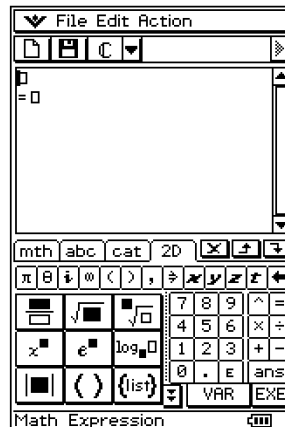 File Edit Action
ℂ
=
mth abc cat 2D
π θ i ∞ ( ) , ⇒ x y z t ←
√ √ 7 8 9 ^ =
4 5 6 × ÷
x e log 1 2 3 + −
0 . E ans
| | ( ) {list} VAR EXE
Math Expression